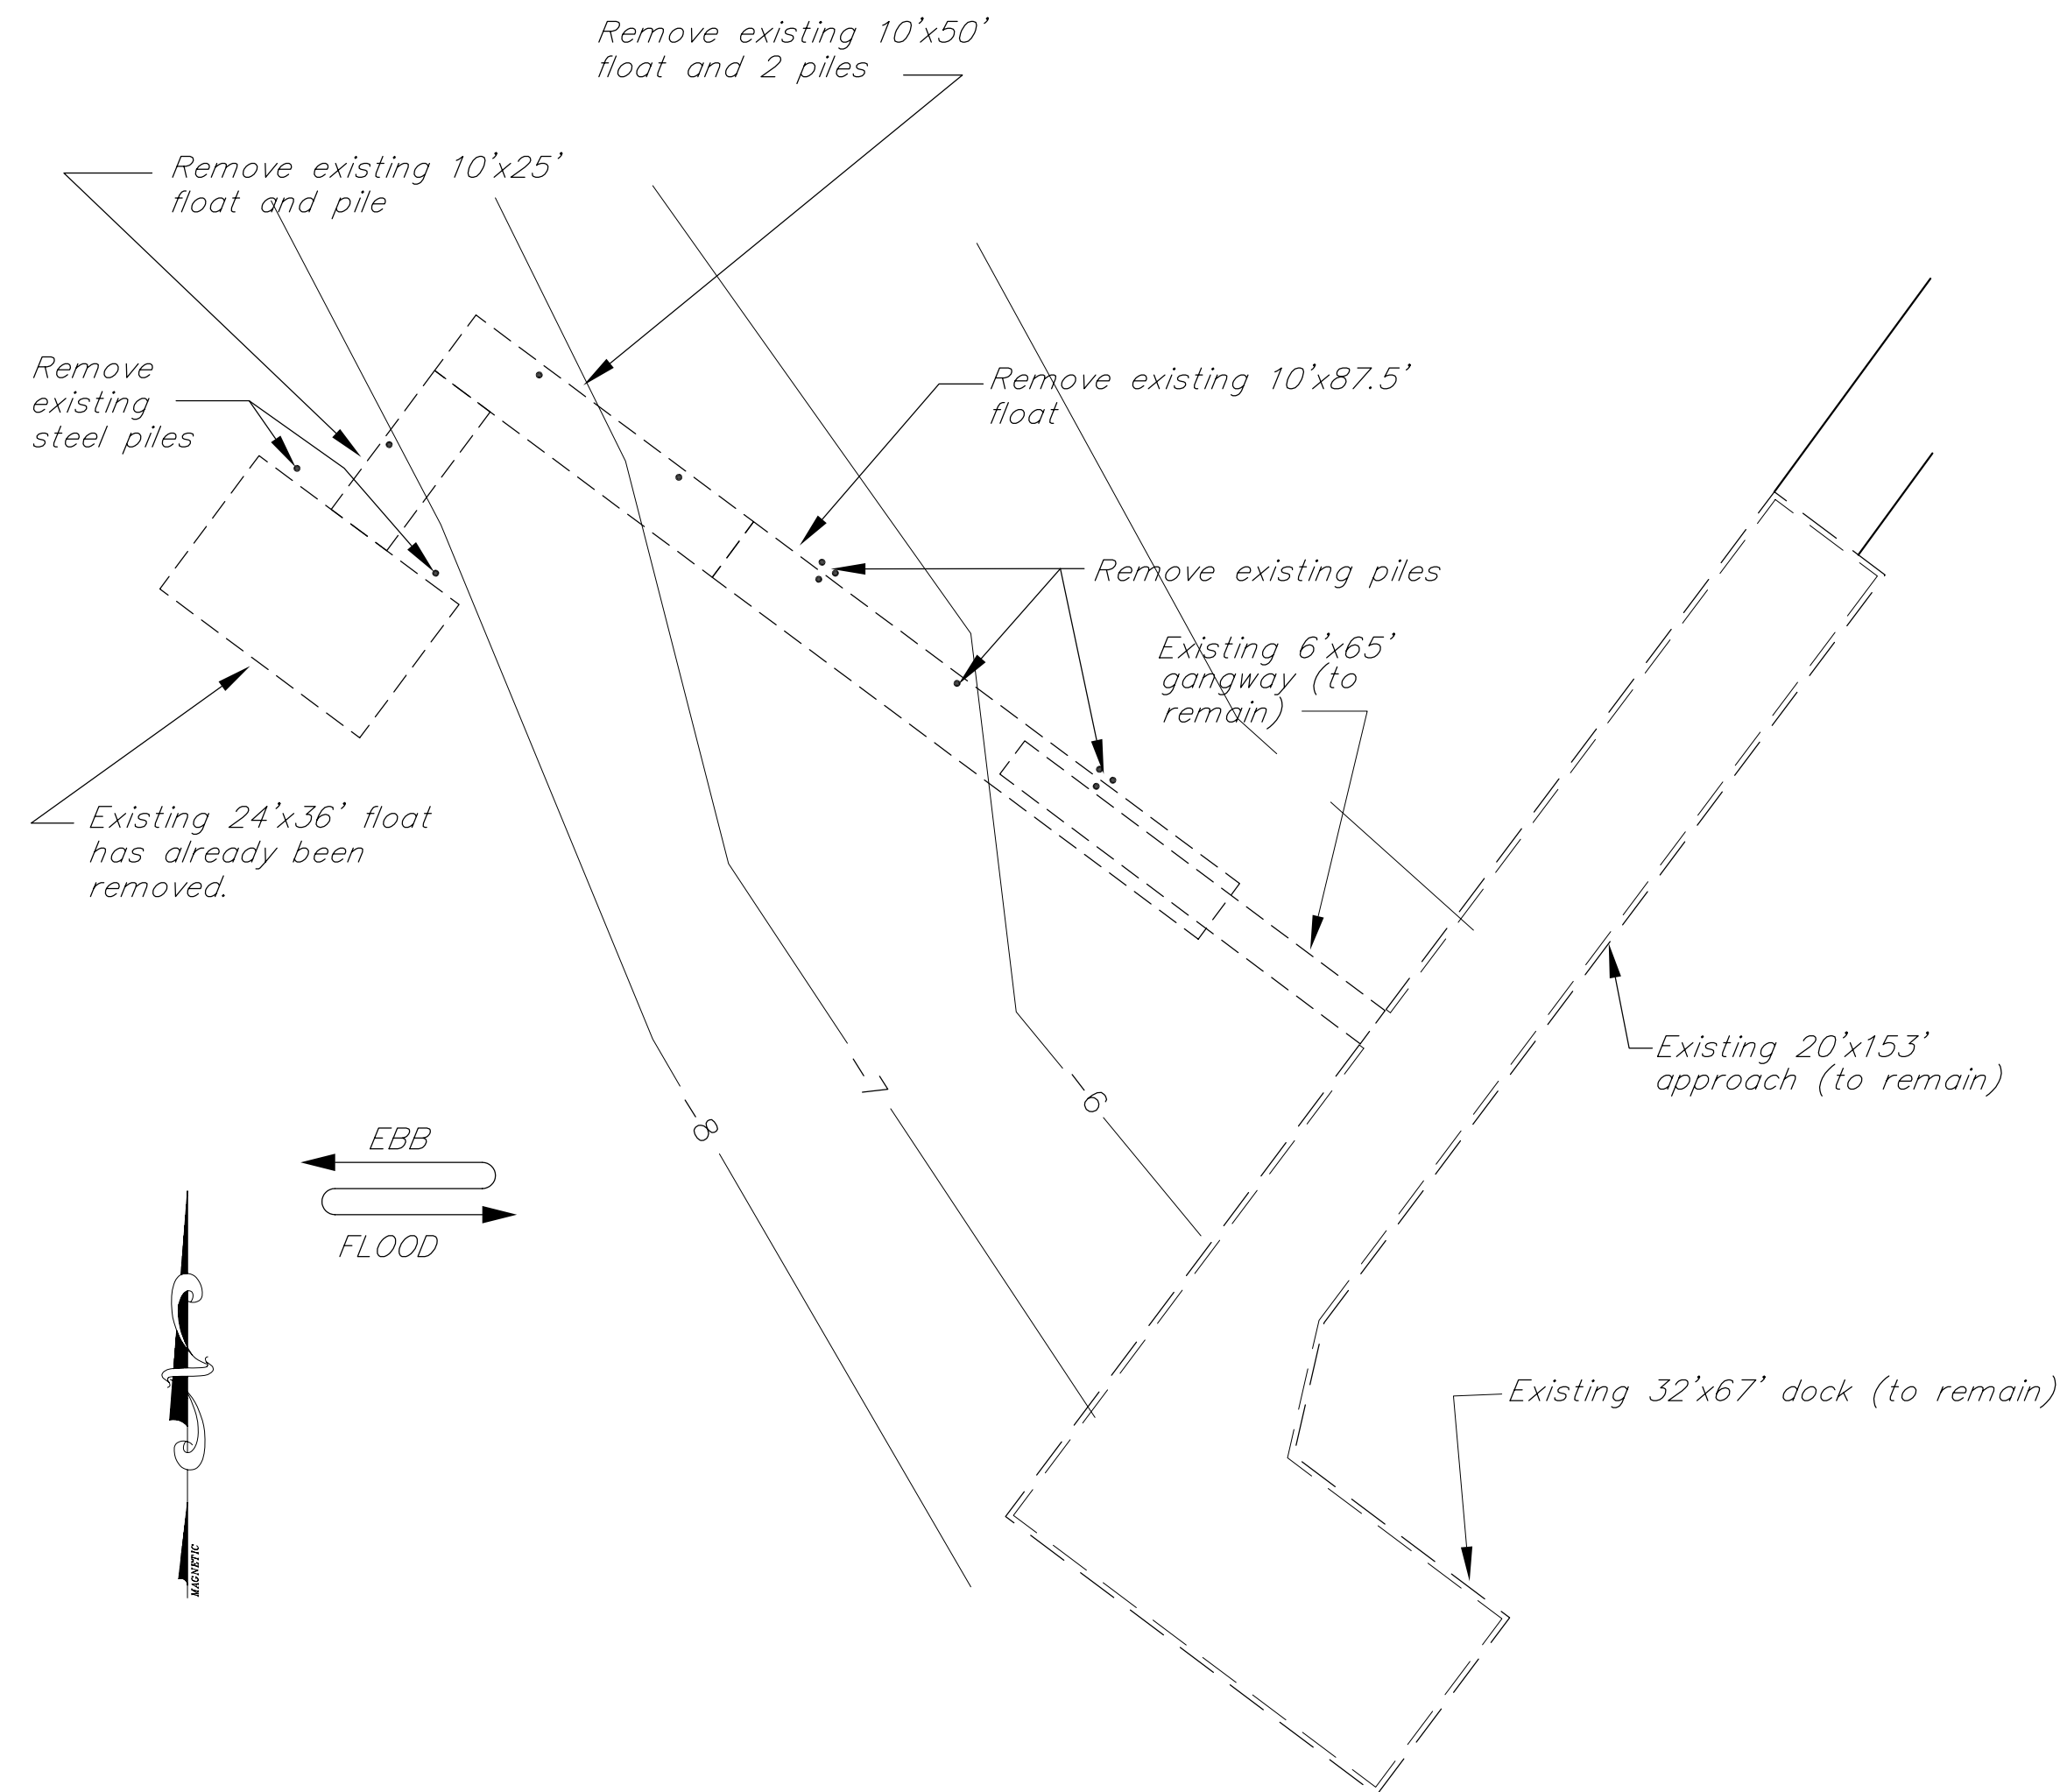 Remove existing 10'x50'
float and 2 piles
Remove existing 10'x25'
float and pile
Remove
existing
steel piles
Remove existing 10'x87.5'
float
Remove existing piles
Existing 6'x65'
gangway (to
remain)
Existing 24'x36' float
has already been
removed.
Existing 20'x153'
approach (to remain)
-8
-7
-6
EBB
FLOOD
Existing 32'x67' dock (to remain)
MAGNETIC